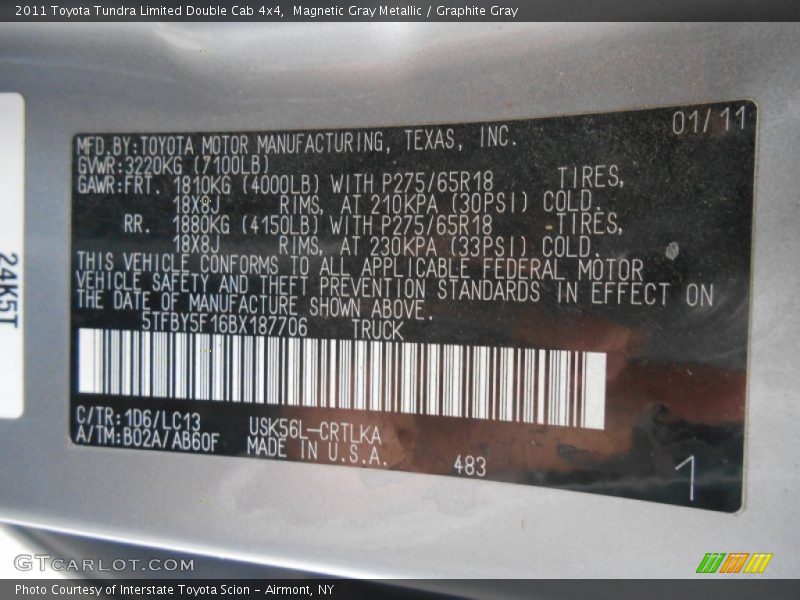 2011 Toyota Tundra Limited Double Cab 4x4,  Magnetic Gray Metallic / Graphite Gray
01/11
MFD.BY:TOYOTA MOTOR MANUFACTURING, TEXAS, INC.
GVWR:3220KG (7100LB)
GAWR:FRT. 1810KG (4000LB) WITH P275/65R18 TIRES,
18X8J RIMS, AT 210KPA (30PSI) COLD.
RR. 1880KG (4150LB) WITH P275/65R18 TIRES,
18X8J RIMS, AT 230KPA (33PSI) COLD.
THIS VEHICLE CONFORMS TO ALL APPLICABLE FEDERAL MOTOR
VEHICLE SAFETY AND THEFT PREVENTION STANDARDS IN EFFECT ON
THE DATE OF MANUFACTURE SHOWN ABOVE.
5TFBY5F16BX187706 TRUCK
C/TR:1D6/LC13
A/TM:B02A/AB60F
USK56L-CRTLKA
MADE IN U.S.A.
483
1
24K5T
GTCARLOT.COM
Photo Courtesy of Interstate Toyota Scion - Airmont, NY